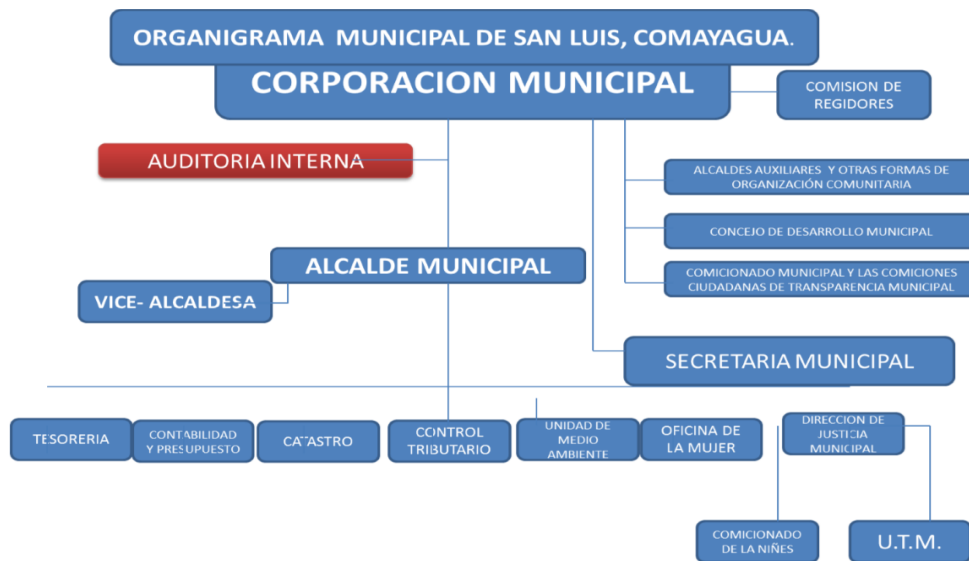 ORGANIGRAMA MUNICIPAL DE SAN LUIS, COMAYAGUA.
CORPORACION MUNICIPAL
COMISION DE
REGIDORES
AUDITORIA INTERNA
ALCALDES AUXILIARES Y OTRAS FORMAS DE
ORGANIZACIÓN COMUNITARIA
CONCEJO DE DESARROLLO MUNICIPAL
ALCALDE MUNICIPAL
COMICIONADO MUNICIPAL Y LAS COMICIONES
CIUDADANAS DE TRANSPARENCIA MUNICIPAL
VICE- ALCALDESA
SECRETARIA MUNICIPAL
TESORERIA
CONTABILIDAD
Y PRESUPUESTO
CATASTRO
CONTROL
TRIBUTARIO
UNIDAD DE
MEDIO
AMBIENTE
OFICINA DE
LA MUJER
DIRECCION DE
JUSTICIA
MUNICIPAL
COMICIONADO
DE LA NIÑES
U.T.M.